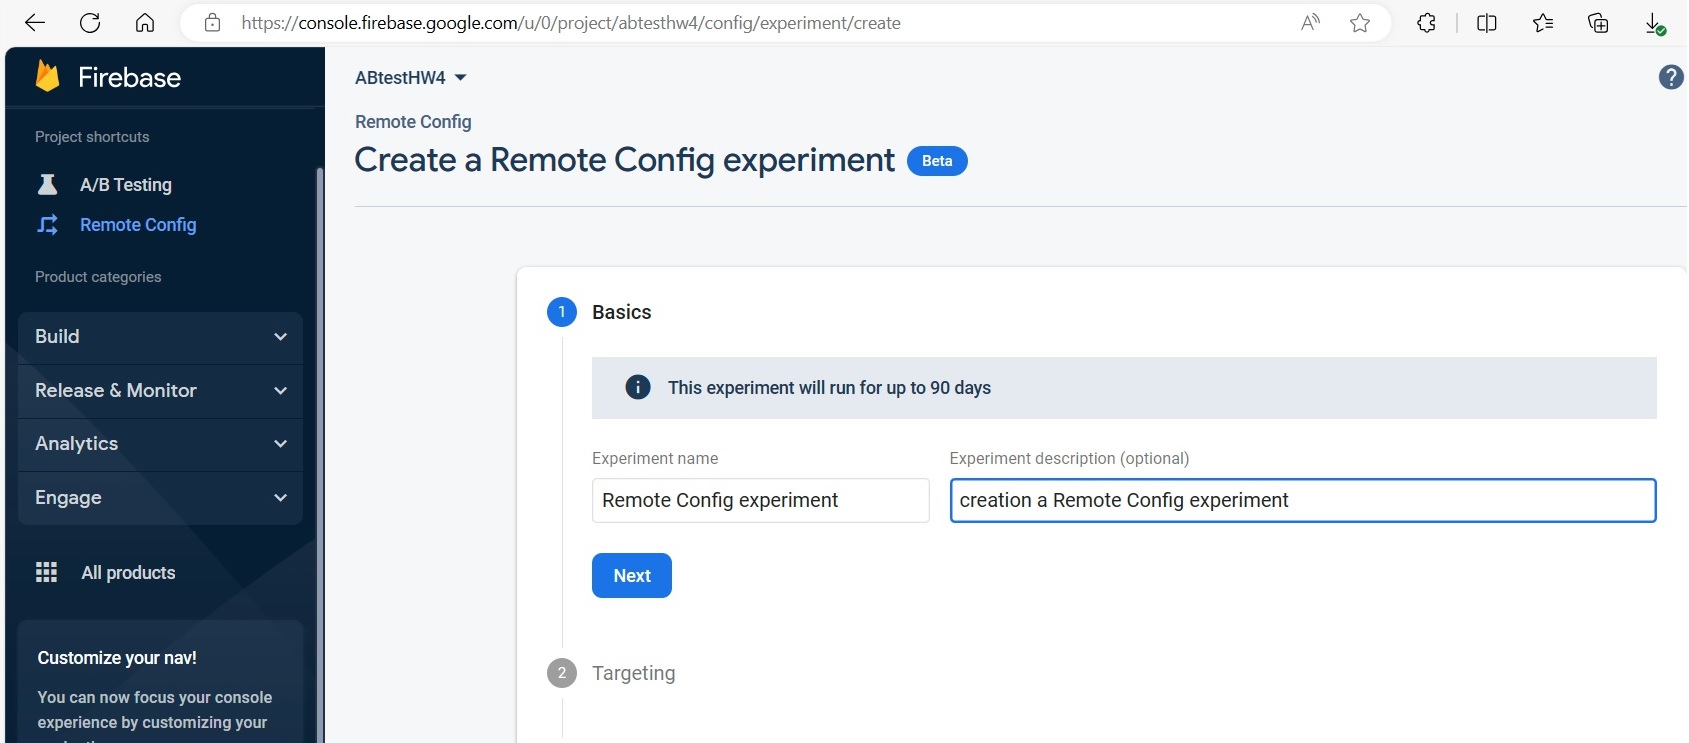 https://console.firebase.google.com/u/0/project/abtesthw4/config/experiment/create
Firebase
Project shortcuts
A/B Testing
Remote Config
Product categories
Build
Release & Monitor
Analytics
Engage
All products
Customize your nav!
You can now focus your console
experience by customizing your
ABtestHW4
Remote Config
Create a Remote Config experiment Beta
1 Basics
This experiment will run for up to 90 days
Experiment name
Experiment description (optional)
Remote Config experiment
creation a Remote Config experiment
Next
2 Targeting